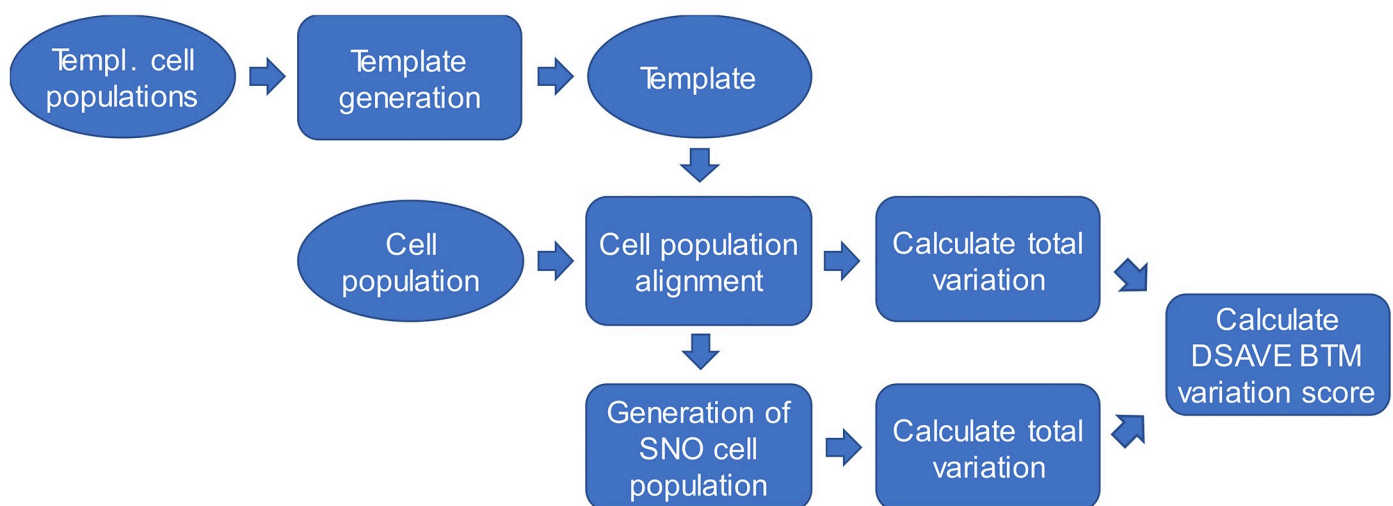 Templ. cell
populations
Template
generation
Template
Cell
population
Cell population
alignment
Calculate total
variation
Calculate
DSAVE BTM
variation score
Generation of
SNO cell
population
Calculate total
variation